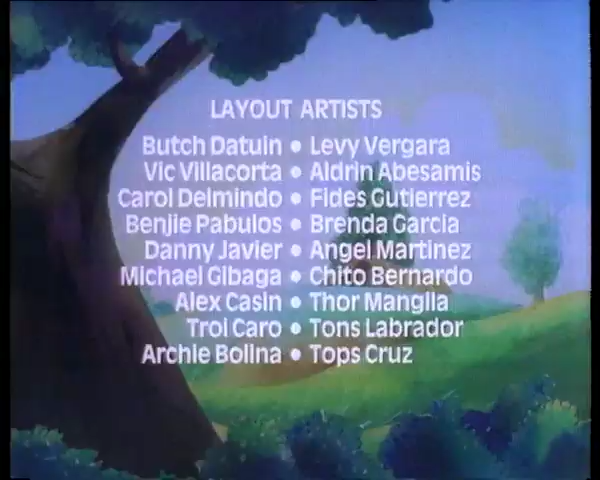 LAYOUT ARTISTS
Butch Datuin • Levy Vergara
Vic Villacorta • Aldrin Abesamis
Carol Delmindo • Fides Gutierrez
Benjie Pabulos • Brenda Garcia
Danny Javier • Angel Martinez
Michael Gibaga • Chito Bernardo
Alex Casin • Thor Mangila
Troi Caro • Tons Labrador
Archie Bolina • Tops Cruz